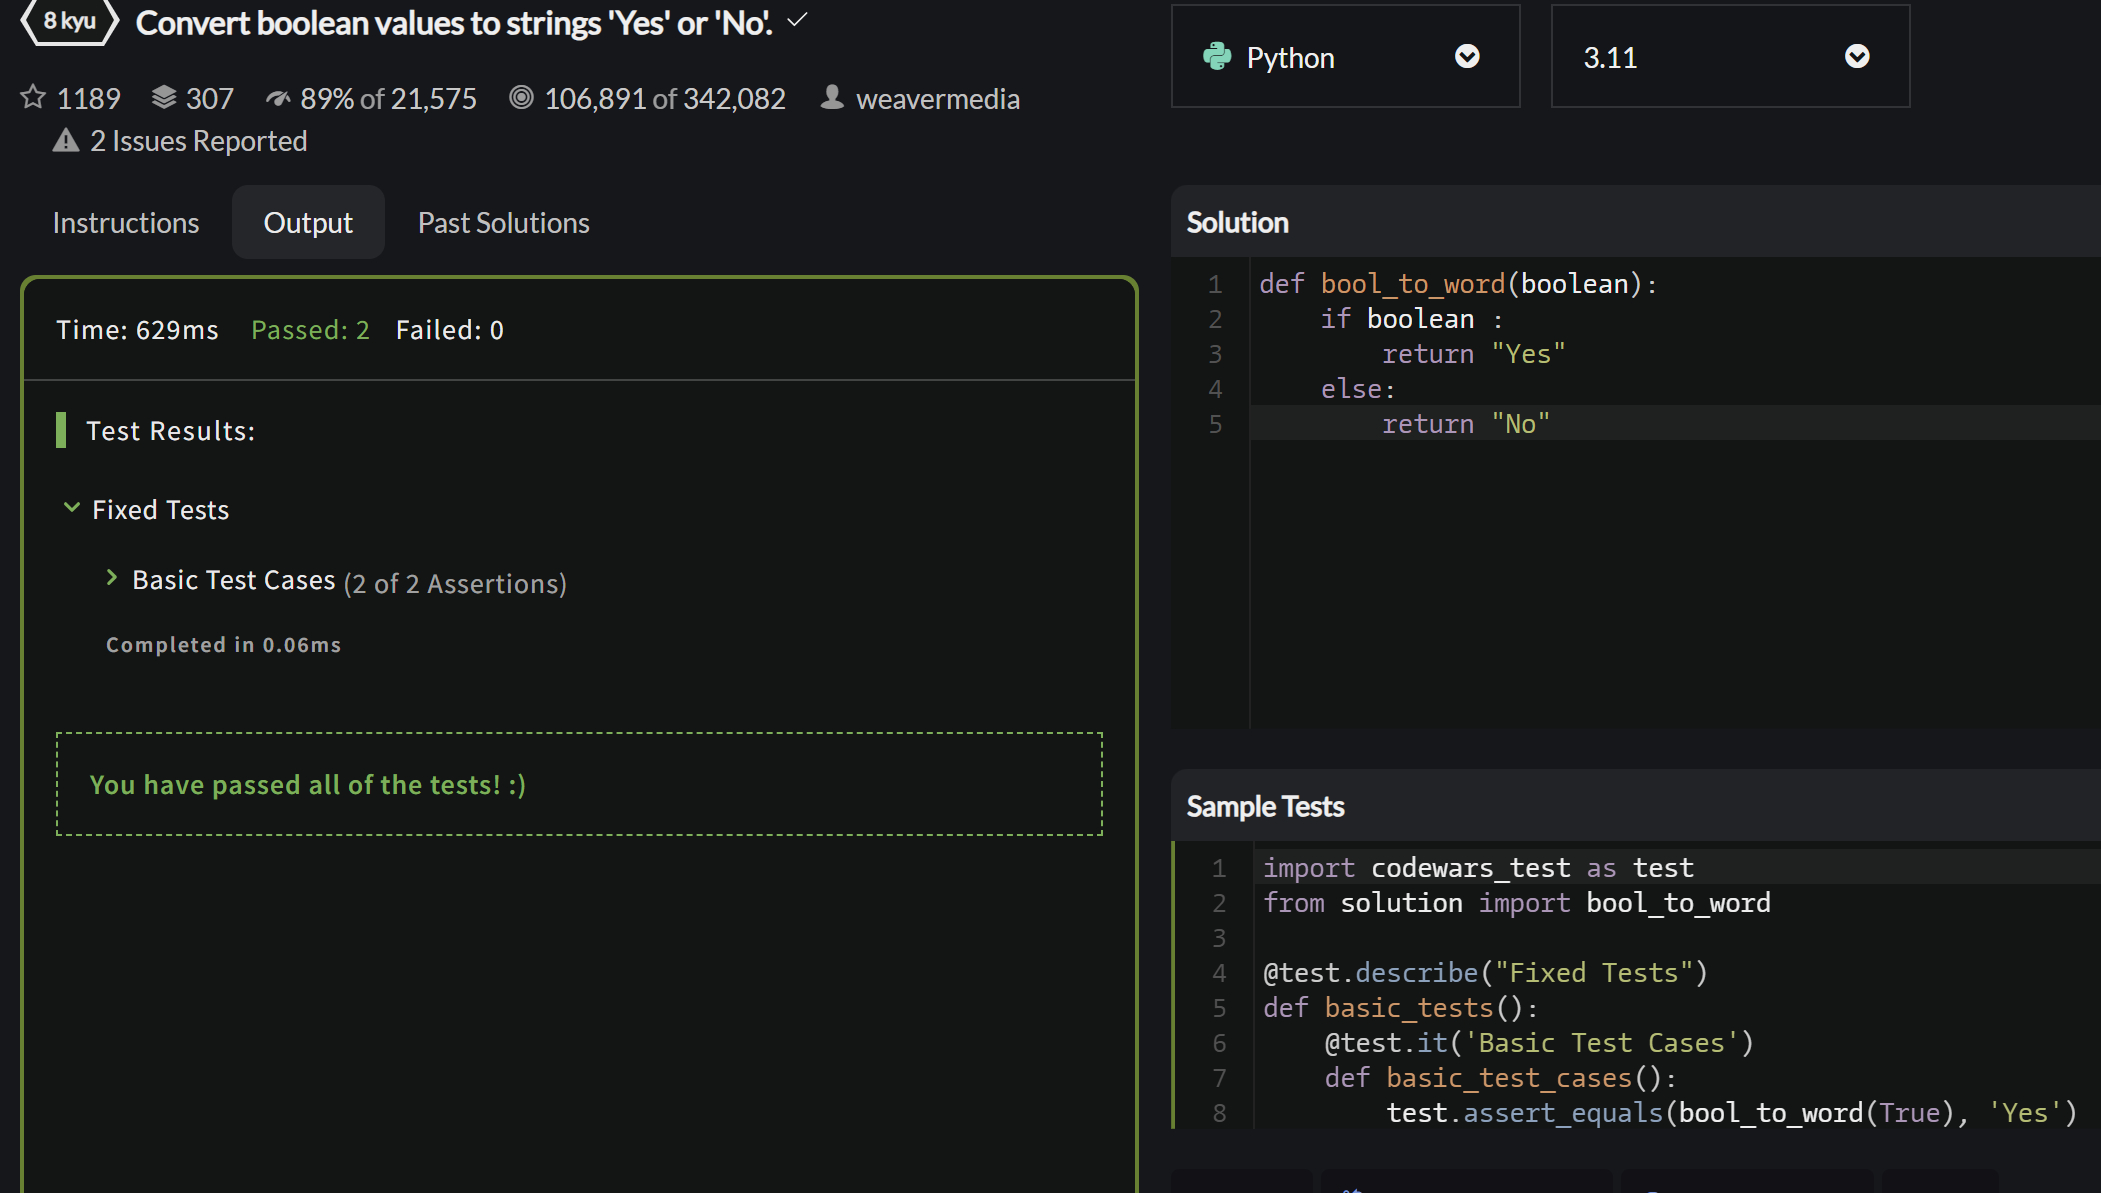 8 kyu Convert boolean values to strings 'Yes' or 'No'.
1189 307 89% of 21,575 106,891 of 342,082 weavermedia
2 Issues Reported
Instructions Output Past Solutions
Time: 629ms Passed: 2 Failed: 0
Test Results:
Fixed Tests
Basic Test Cases (2 of 2 Assertions)
Completed in 0.06ms
You have passed all of the tests! :)
Python 3.11
Solution
1 def bool_to_word(boolean):
2     if boolean :
3         return "Yes"
4     else:
5         return "No"
Sample Tests
1 import codewars_test as test
2 from solution import bool_to_word
3
4 @test.describe("Fixed Tests")
5 def basic_tests():
6     @test.it('Basic Test Cases')
7     def basic_test_cases():
8         test.assert_equals(bool_to_word(True), 'Yes')